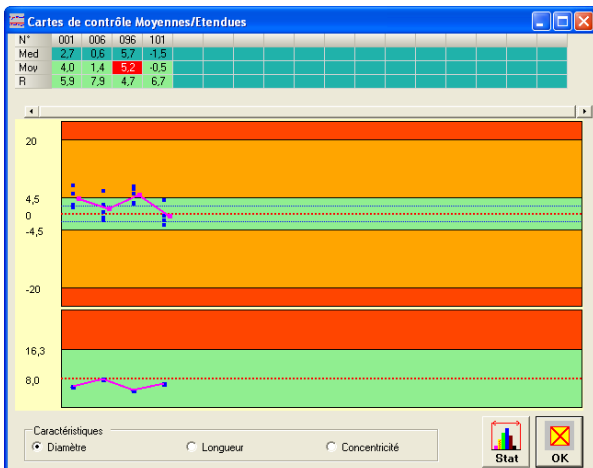 Cartes de contrôle Moyennes/Etendues
N° 001 006 096 101
Med 2,7 0,6 5,7 -1,5
Moy 4,0 1,4 5,2 -0,5
R 5,9 7,9 4,7 6,7
20
4,5
0
-4,5
-20
16,3
8,0
Caractéristiques
Diamètre Longueur Concentricité
Stat OK